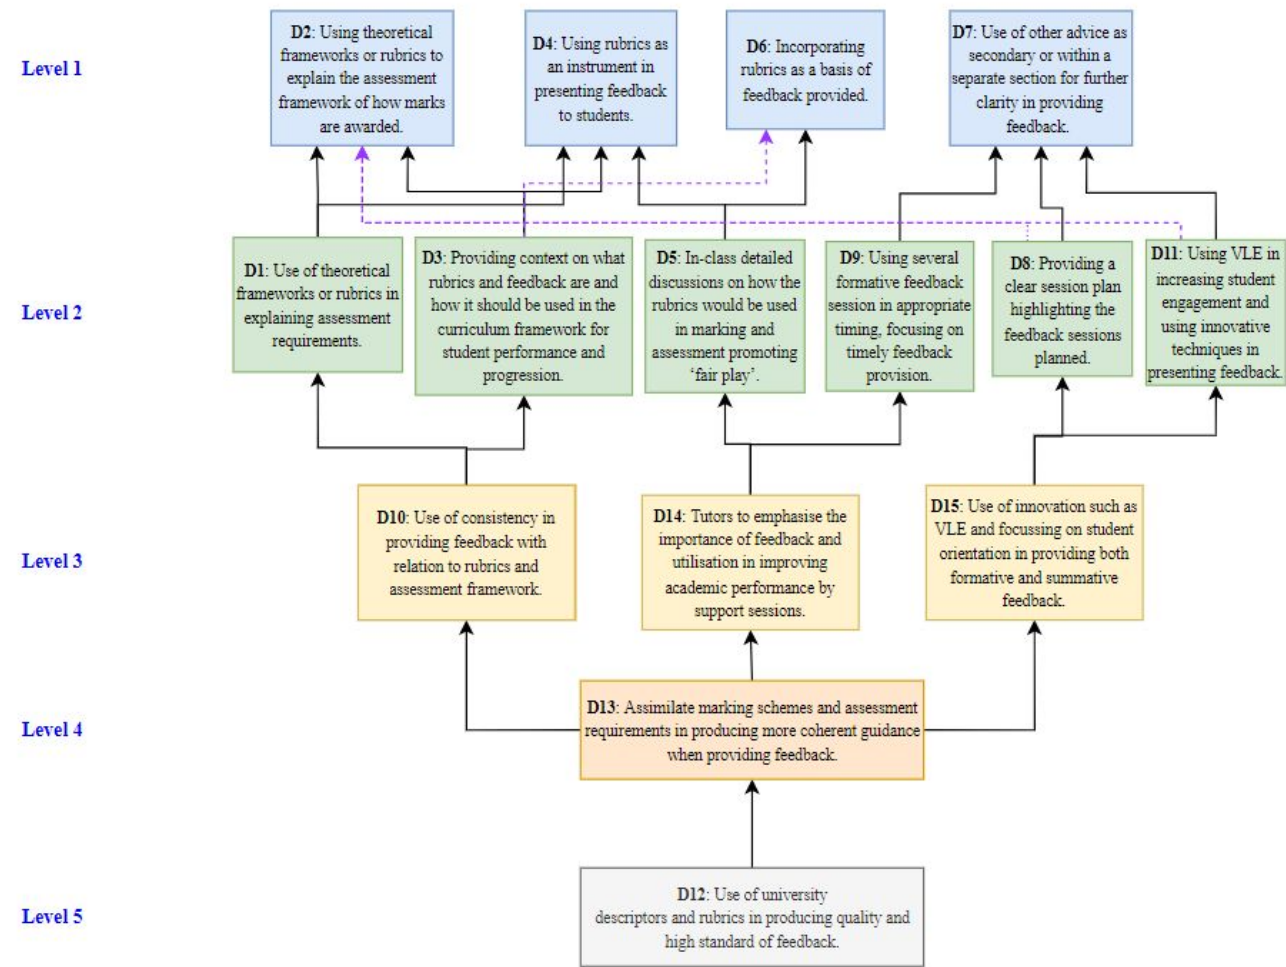 Level 1
D2: Using theoretical
frameworks or rubrics to
explain the assessment
framework of how marks
are awarded.
D4: Using rubrics as
an instrument in
presenting feedback
to students.
D6: Incorporating
rubrics as a basis of
feedback provided.
D7: Use of other advice as
secondary or within a
separate section for further
clarity in providing
feedback.
Level 2
D1: Use of theoretical
frameworks or rubrics in
explaining assessment
requirements.
D3: Providing context on what
rubrics and feedback are and
how it should be used in the
curriculum framework for
student performance and
progression.
D5: In-class detailed
discussions on how the
rubrics would be used
in marking and
assessment promoting
‘fair play’.
D9: Using several
formative feedback
session in appropriate
timing, focusing on
timely feedback
provision.
D8: Providing a
clear session plan
highlighting the
feedback sessions
planned.
D11: Using VLE in
increasing student
engagement and
using innovative
techniques in
presenting feedback.
Level 3
D10: Use of consistency in
providing feedback with
relation to rubrics and
assessment framework.
D14: Tutors to emphasise the
importance of feedback and
utilisation in improving
academic performance by
support sessions.
D15: Use of innovation such as
VLE and focussing on student
orientation in providing both
formative and summative
feedback.
Level 4
D13: Assimilate marking schemes and assessment
requirements in producing more coherent guidance
when providing feedback.
Level 5
D12: Use of university
descriptors and rubrics in producing quality and
high standard of feedback.